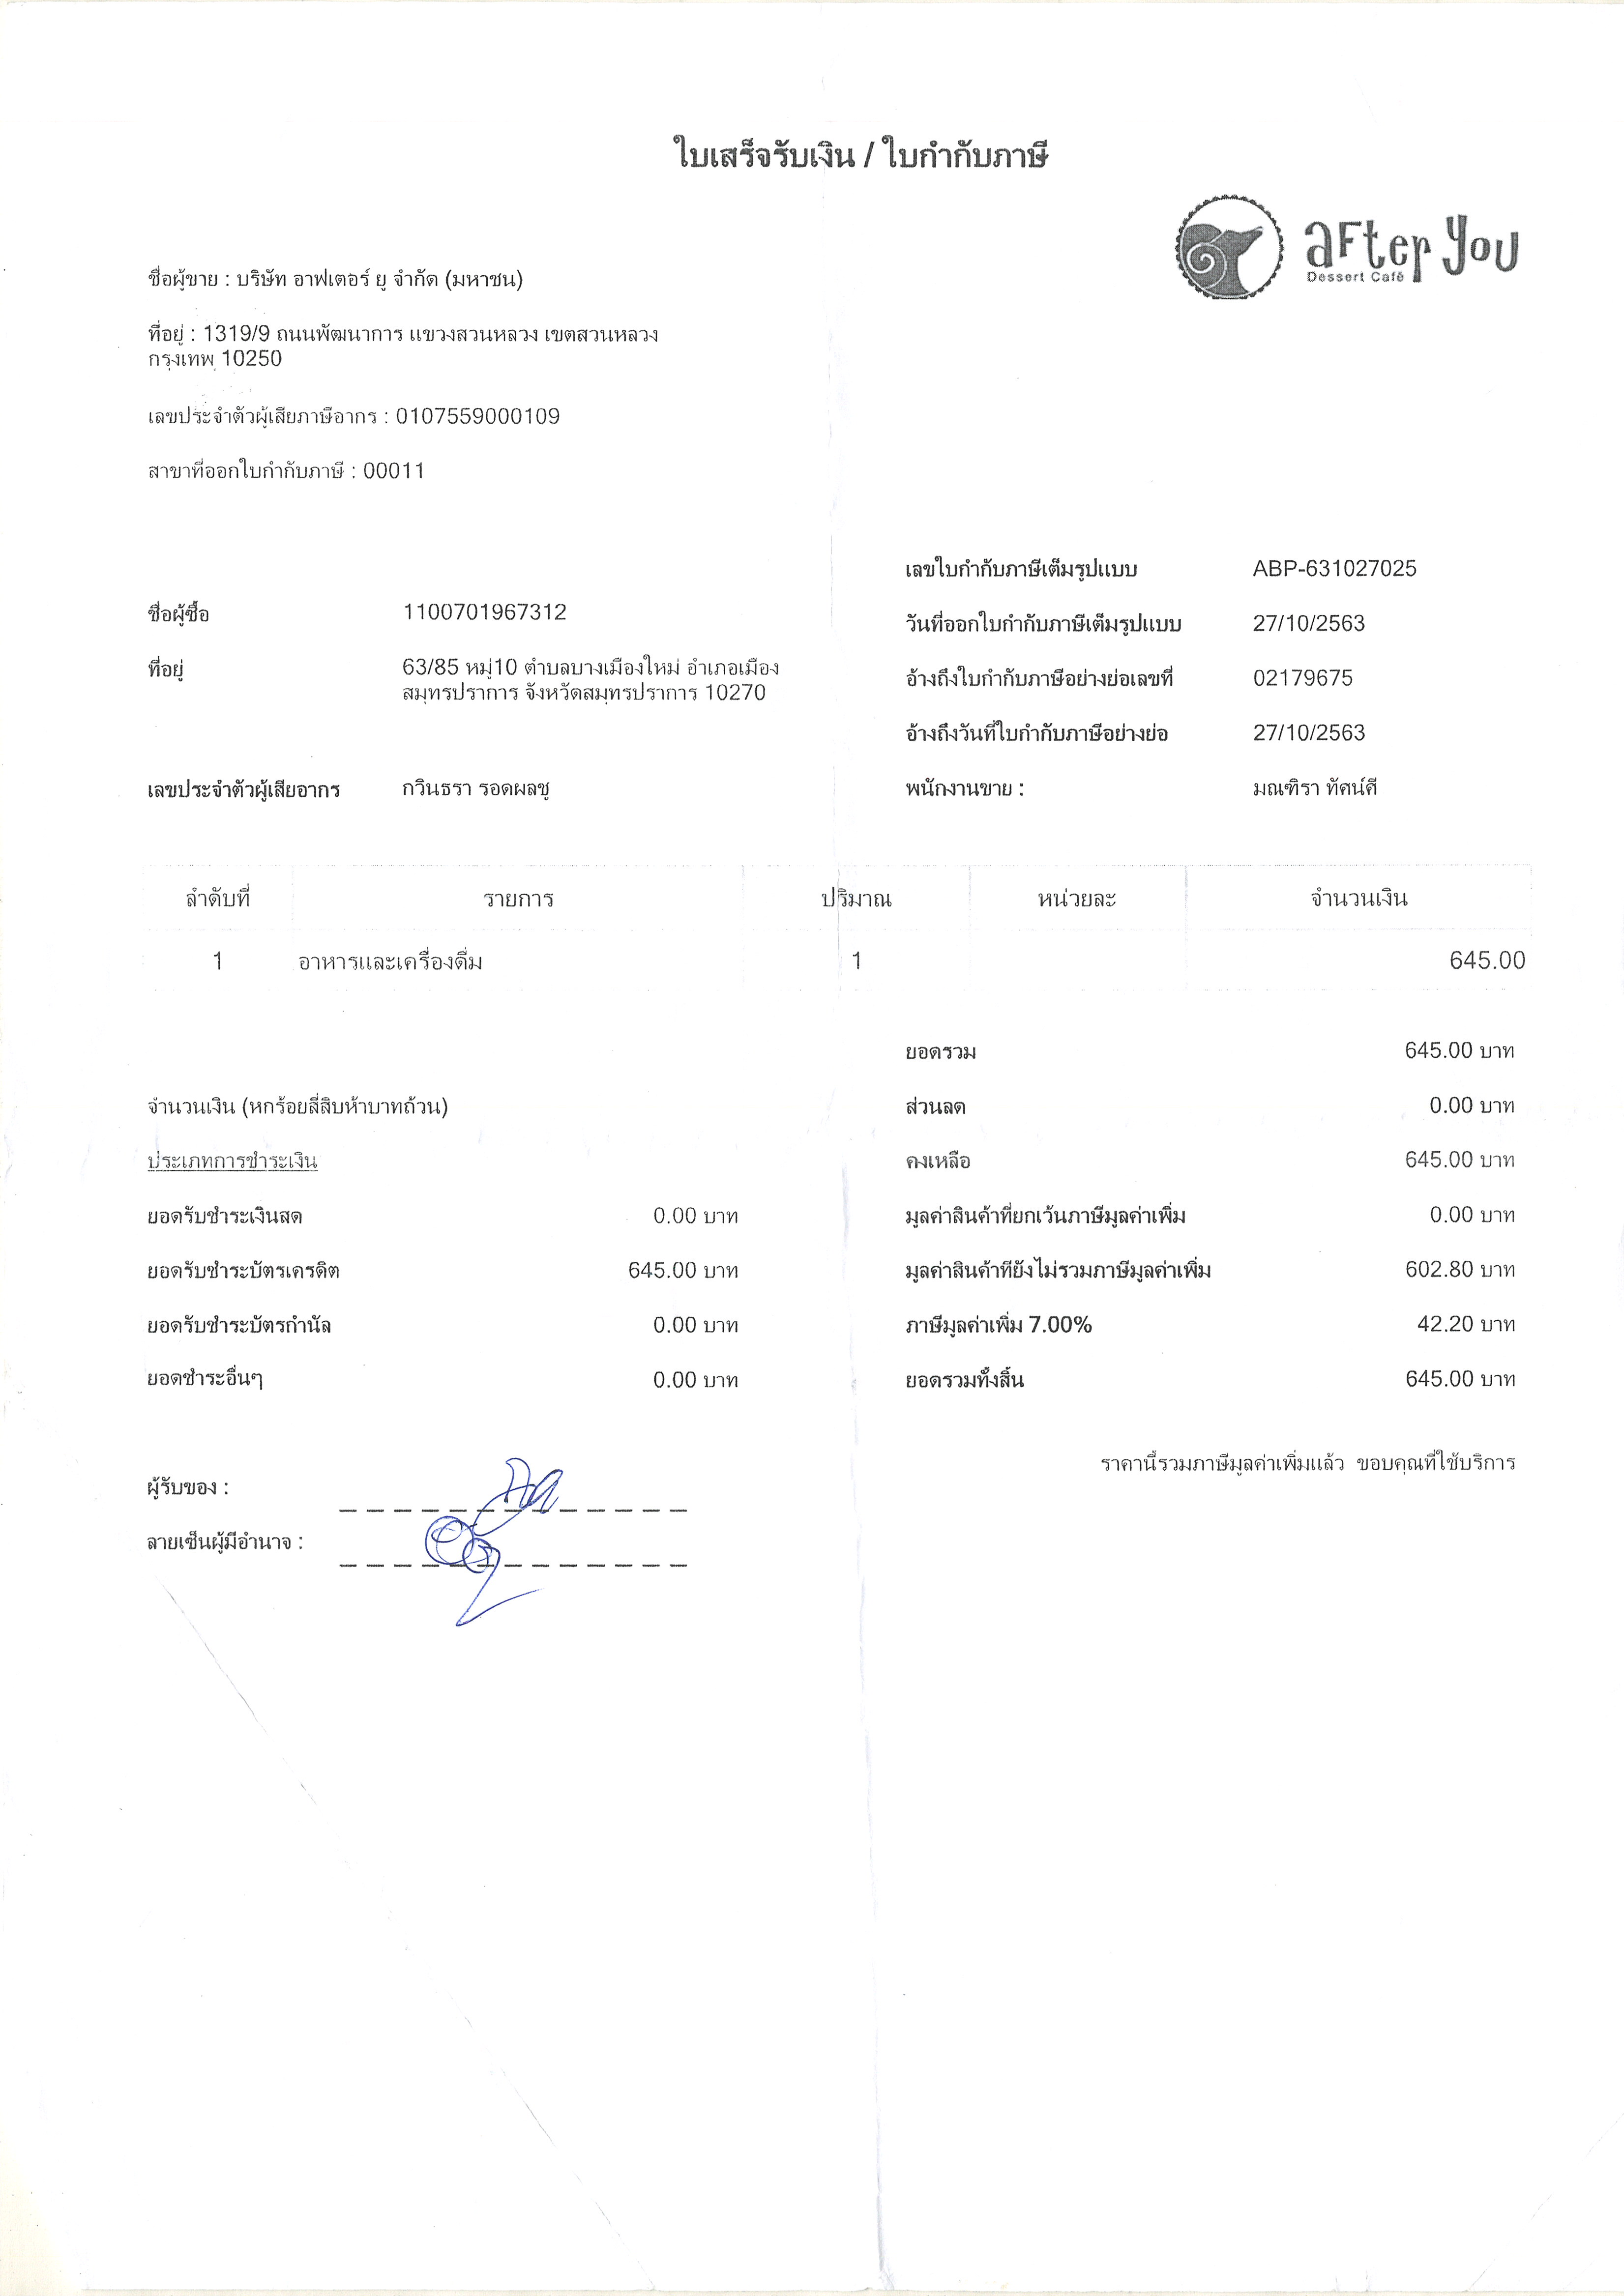 ใบเสร็จรับเงิน / ใบกำกับภาษี
after you
Dessert Café
ชื่อผู้ขาย : บริษัท อาฟเตอร์ ยู จำกัด (มหาชน)
ที่อยู่ : 1319/9 ถนนพัฒนาการ แขวงสวนหลวง เขตสวนหลวง
กรุงเทพ 10250
เลขประจำตัวผู้เสียภาษีอากร : 0107559000109
สาขาที่ออกใบกำกับภาษี : 00011
เลขใบกำกับภาษีเต็มรูปแบบ ABP-631027025
ชื่อผู้ซื้อ 1100701967312
วันที่ออกใบกำกับภาษีเต็มรูปแบบ 27/10/2563
ที่อยู่ 63/85 หมู่10 ตำบลบางเมืองใหม่ อำเภอเมือง
สมุทรปราการ จังหวัดสมุทรปราการ 10270
อ้างถึงใบกำกับภาษีอย่างย่อเลขที่ 02179675
อ้างถึงวันที่ใบกำกับภาษีอย่างย่อ 27/10/2563
เลขประจำตัวผู้เสียอากร กวินธรา รอดผลชู
พนักงานขาย : มณฑิรา ทัศน์ศี
ลำดับที่ รายการ ปริมาณ หน่วยละ จำนวนเงิน
1 อาหารและเครื่องดื่ม 1 645.00
ยอดรวม 645.00 บาท
จำนวนเงิน (หกร้อยสี่สิบห้าบาทถ้วน) ส่วนลด 0.00 บาท
ประเภทการชำระเงิน คงเหลือ 645.00 บาท
ยอดรับชำระเงินสด 0.00 บาท มูลค่าสินค้าที่ยกเว้นภาษีมูลค่าเพิ่ม 0.00 บาท
ยอดรับชำระบัตรเครดิต 645.00 บาท มูลค่าสินค้าที่ยังไม่รวมภาษีมูลค่าเพิ่ม 602.80 บาท
ยอดรับชำระบัตรกำนัล 0.00 บาท ภาษีมูลค่าเพิ่ม 7.00% 42.20 บาท
ยอดชำระอื่นๆ 0.00 บาท ยอดรวมทั้งสิ้น 645.00 บาท
ราคานี้รวมภาษีมูลค่าเพิ่มแล้ว ขอบคุณที่ใช้บริการ
ผู้รับของ :
ลายเซ็นผู้มีอำนาจ :